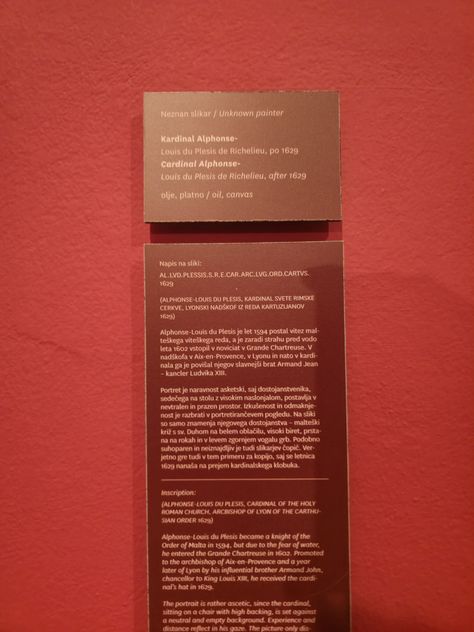 Neznan slikar / Unknown painter
Kardinal Alphonse-
Louis du Plesis de Richelieu, po 1629
Cardinal Alphonse-
Louis du Plesis de Richelieu, after 1629
olje, platno / oil, canvas
Napis na sliki:
AL.LVD.PLESSIS.S.R.E.CAR.ARC.LVG.ORD.CARTVS.
1629
(ALPHONSE-LOUIS DU PLESIS, KARDINAL SVETE RIMSKE
CERKVE, LYONSKI NADŠKOF IZ REDA KARTUZIJANOV
1629)
Alphonse-Louis du Plesis je let 1594 postal vitez mal-
teškega viteškega reda, a je zaradi strahu pred vodo
leta 1602 vstopil v noviciat v Grande Chartreuse. V
nadškofa v Aix-en-Provence, v Lyonu in nato v kardi-
nala ga je povišal njegov slavnejši brat Armand Jean
– kancler Ludvika XIII.
Portret je naravnost asketski, saj dostojanstvenika,
sedečega na stolu z visokim naslonjalom, postavlja v
nevtralen in prazen prostor. Izkušenost in odmaknje-
nost je razbrati v portretirančevem pogledu. Na sliki
so samo znamenja njegovega dostojanstva – malteški
križ s sv. Duhom na belem oblačilu, visoki biret, prsta-
na na rokah in v levem zgornjem vogalu grb. Podobno
suhoparen in neiznajdljiv je tudi slikarjev čopič. Ver-
jetno gre tudi v tem primeru za kopijo, saj se letnica
1629 nanaša na prejem kardinalskega klobuka.
Inscription:
(ALPHONSE-LOUIS DU PLESIS, CARDINAL OF THE HOLY
ROMAN CHURCH, ARCBISHOP OF LYON OF THE CARTHU-
SIAN ORDER 1629)
Alphonse-Louis du Plesis became a knight of the
Order of Malta in 1594, but due to the fear of water,
he entered the Grande Chartreuse in 1602. Promoted
to the archbishop of Aix-en-Provence and a year
later of Lyon by his influential brother Armand John,
chancellor to King Louis XIII, he received the cardi-
nal's hat in 1629.
The portrait is rather ascetic, since the cardinal,
sitting on a chair with high backing, is set against
a neutral and empty background. Experience and
distance reflect in his gaze. The picture only dis-